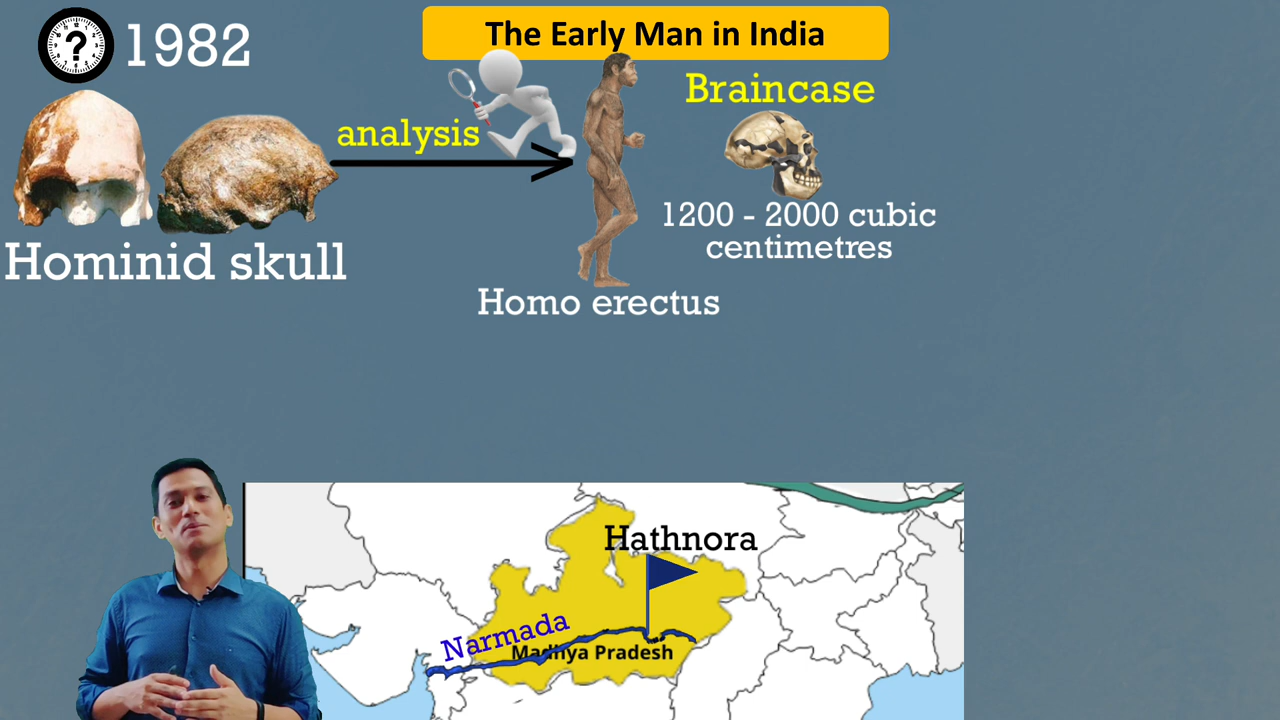 The Early Man in India
1982
analysis
Braincase
1200 - 2000 cubic
centimetres
Hominid skull
Homo erectus
Hathnora
Narmada
Madhya Pradesh